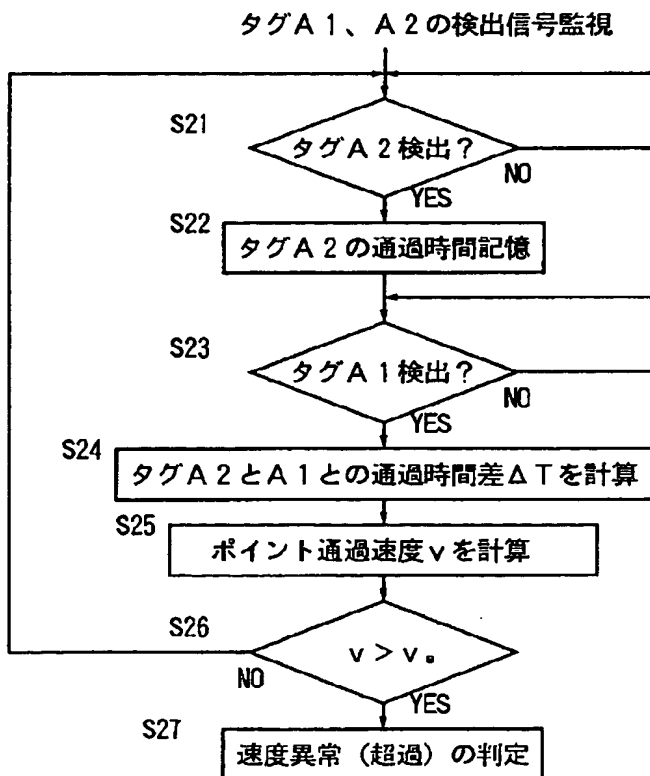 タグA1、A2の検出信号監視
S21
タグA2検出?
NO
YES
S22
タグA2の通過時間記憶
S23
タグA1検出?
NO
YES
S24
タグA2とA1との通過時間差ΔTを計算
S25
ポイント通過速度vを計算
S26
v>v。
NO
YES
S27
速度異常(超過)の判定